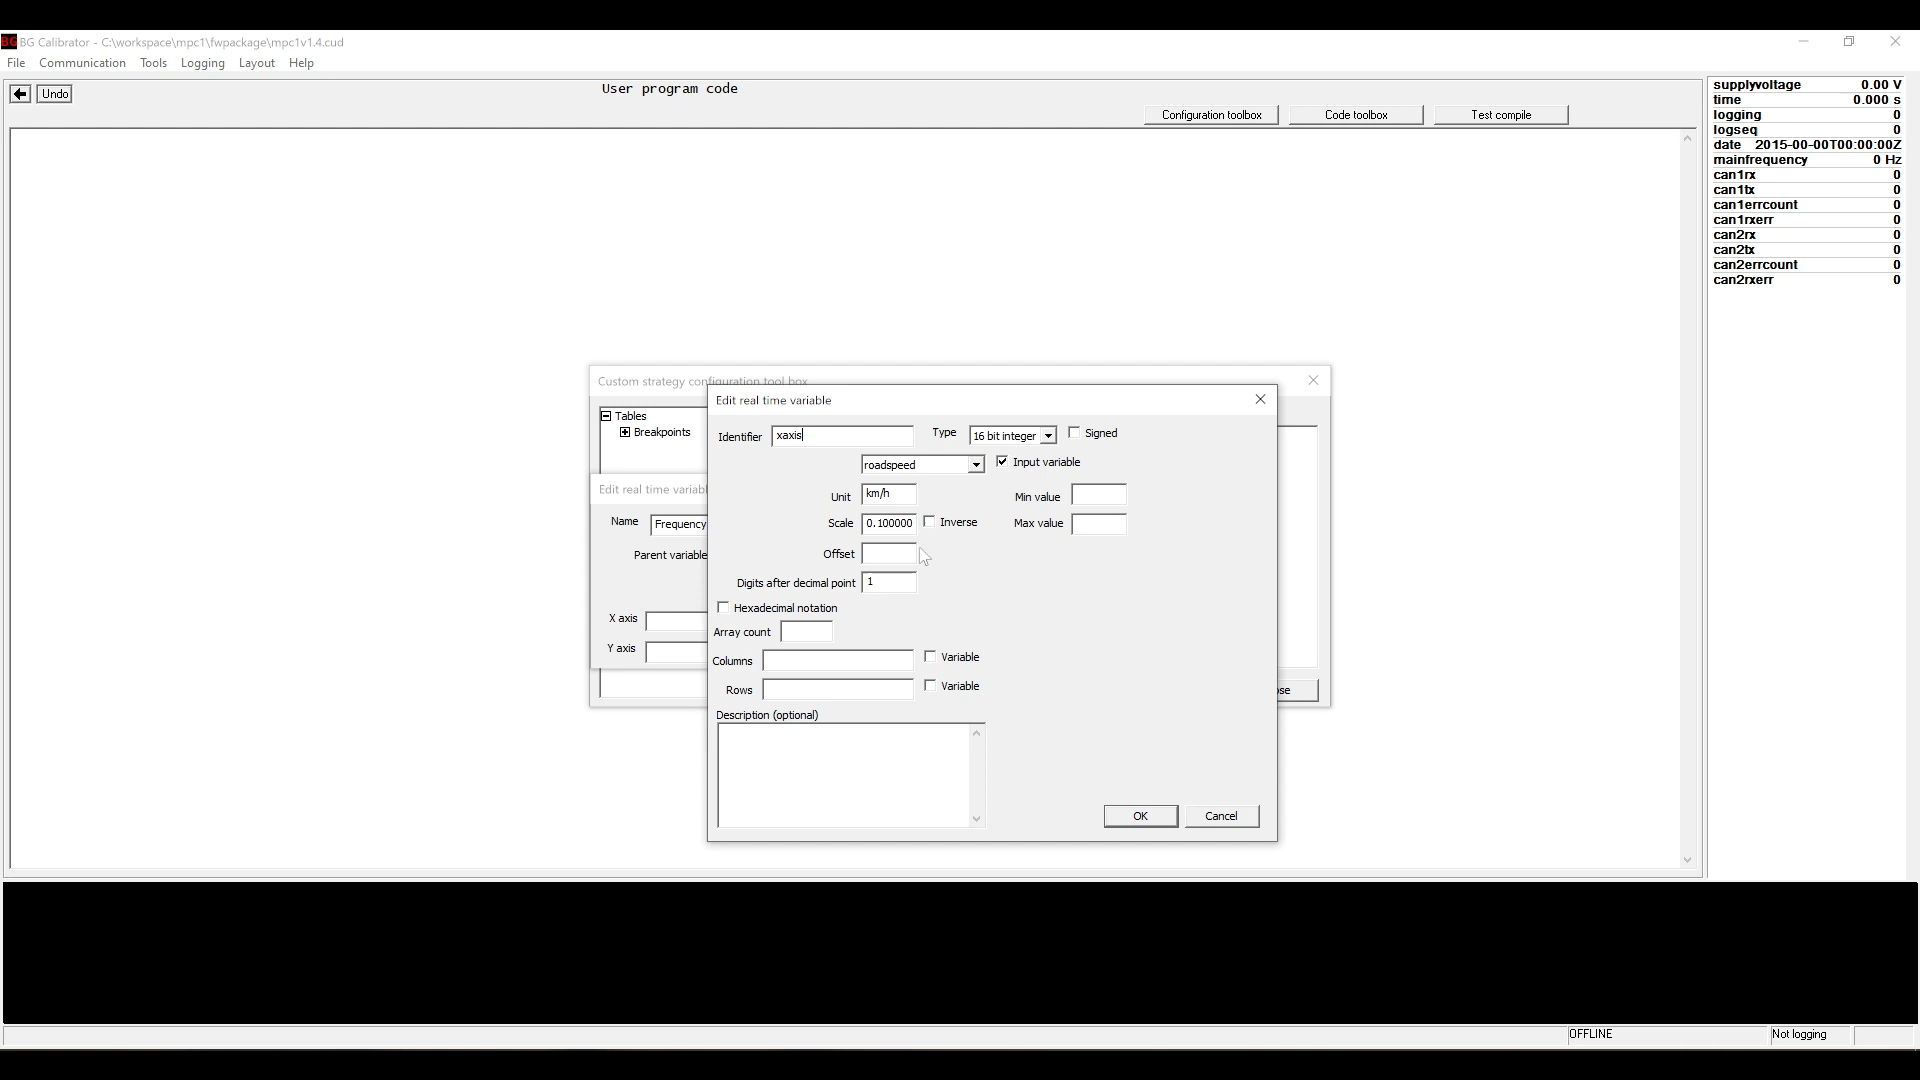 BG BG Calibrator - C:\workspace\mpc1\fwpackage\mpc1v1.4.cud
File Communication Tools Logging Layout Help
Undo
User program code
Configuration toolbox Code toolbox Test compile
supplyvoltage 0.00 V
time 0.000 s
logging 0
logseq 0
date 2015-00-00T00:00:00Z
mainfrequency 0 Hz
can1rx 0
can1tx 0
can1errcount 0
can1rxerr 0
can2rx 0
can2tx 0
can2errcount 0
can2rxerr 0
Custom strategy configuration tool box
Tables
Breakpoints
Edit real time variabl
Name Frequency
Parent variable
X axis
Y axis
Edit real time variable
Identifier xaxis Type 16 bit integer Signed
roadspeed Input variable
Unit km/h Min value
Scale 0.100000 Inverse Max value
Offset
Digits after decimal point 1
Hexadecimal notation
Array count
Columns Variable
Rows Variable
Description (optional)
OK Cancel
OFFLINE Not logging